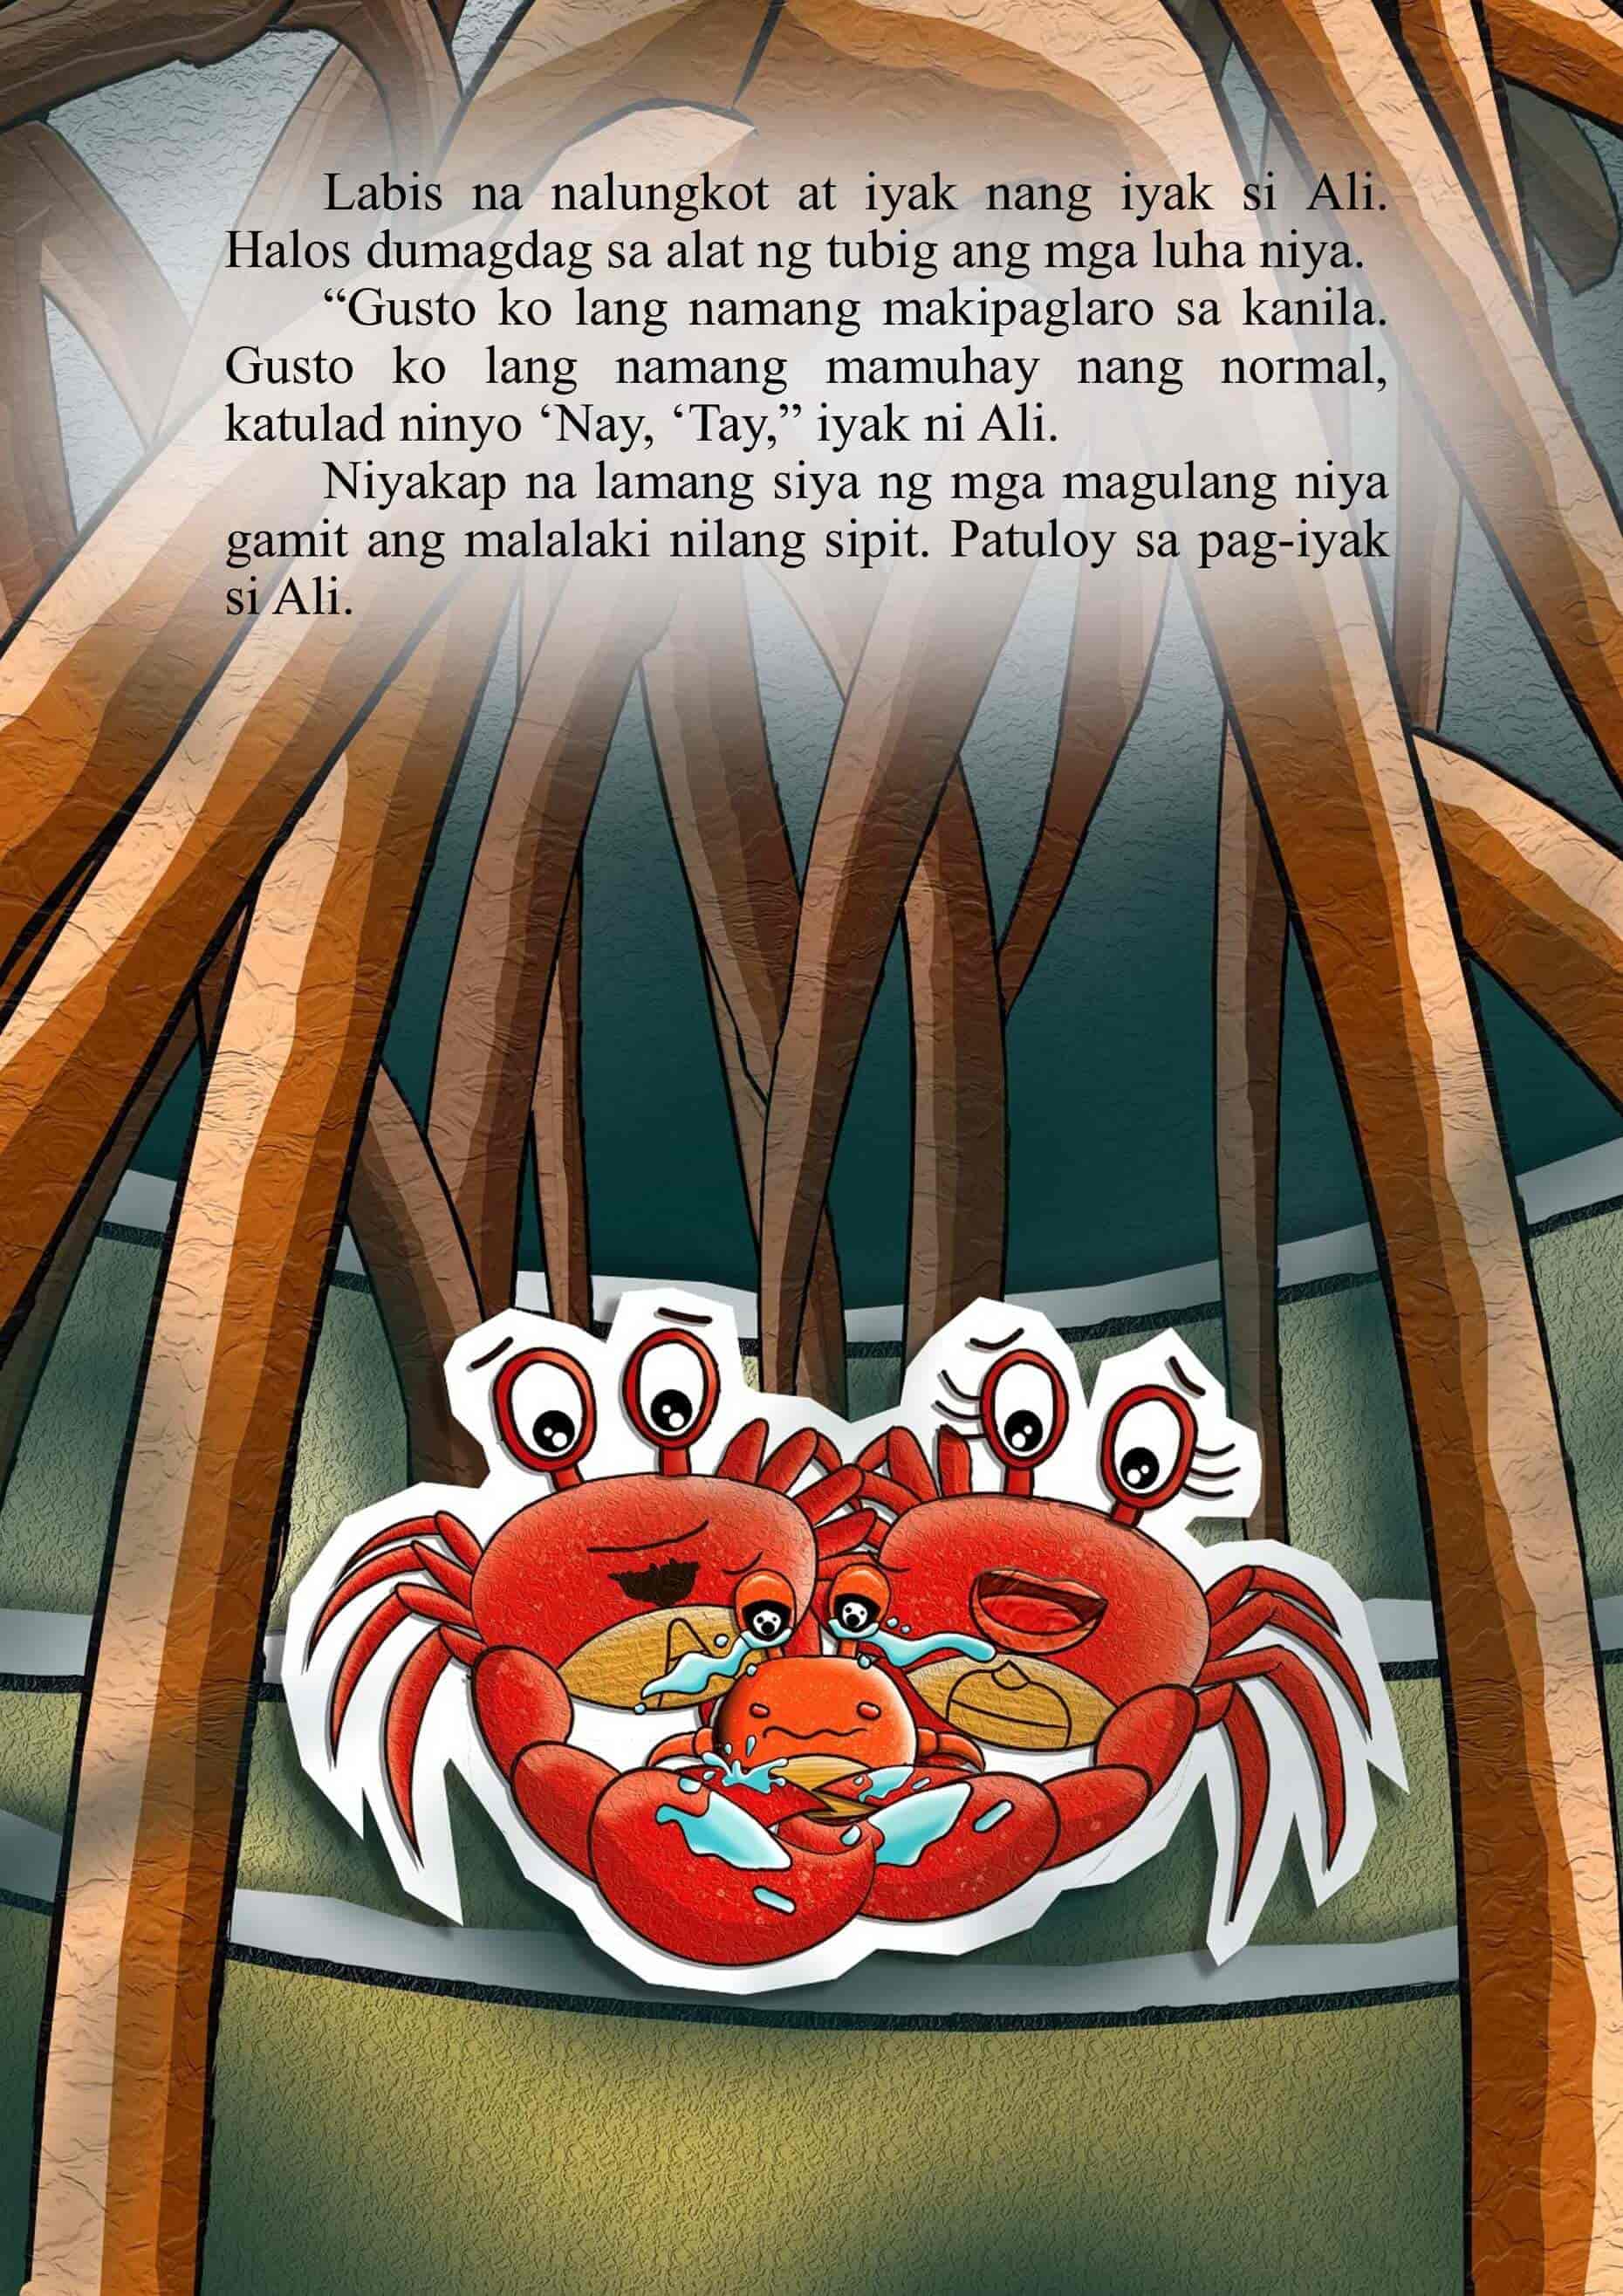 Labis na nalungkot at iyak nang iyak si Ali.
Halos dumagdag sa alat ng tubig ang mga luha niya.
“Gusto ko lang namang makipaglaro sa kanila.
Gusto ko lang namang mamuhay nang normal,
katulad ninyo ‘Nay, ‘Tay,” iyak ni Ali.
Niyakap na lamang siya ng mga magulang niya
gamit ang malalaki nilang sipit. Patuloy sa pag-iyak
si Ali.